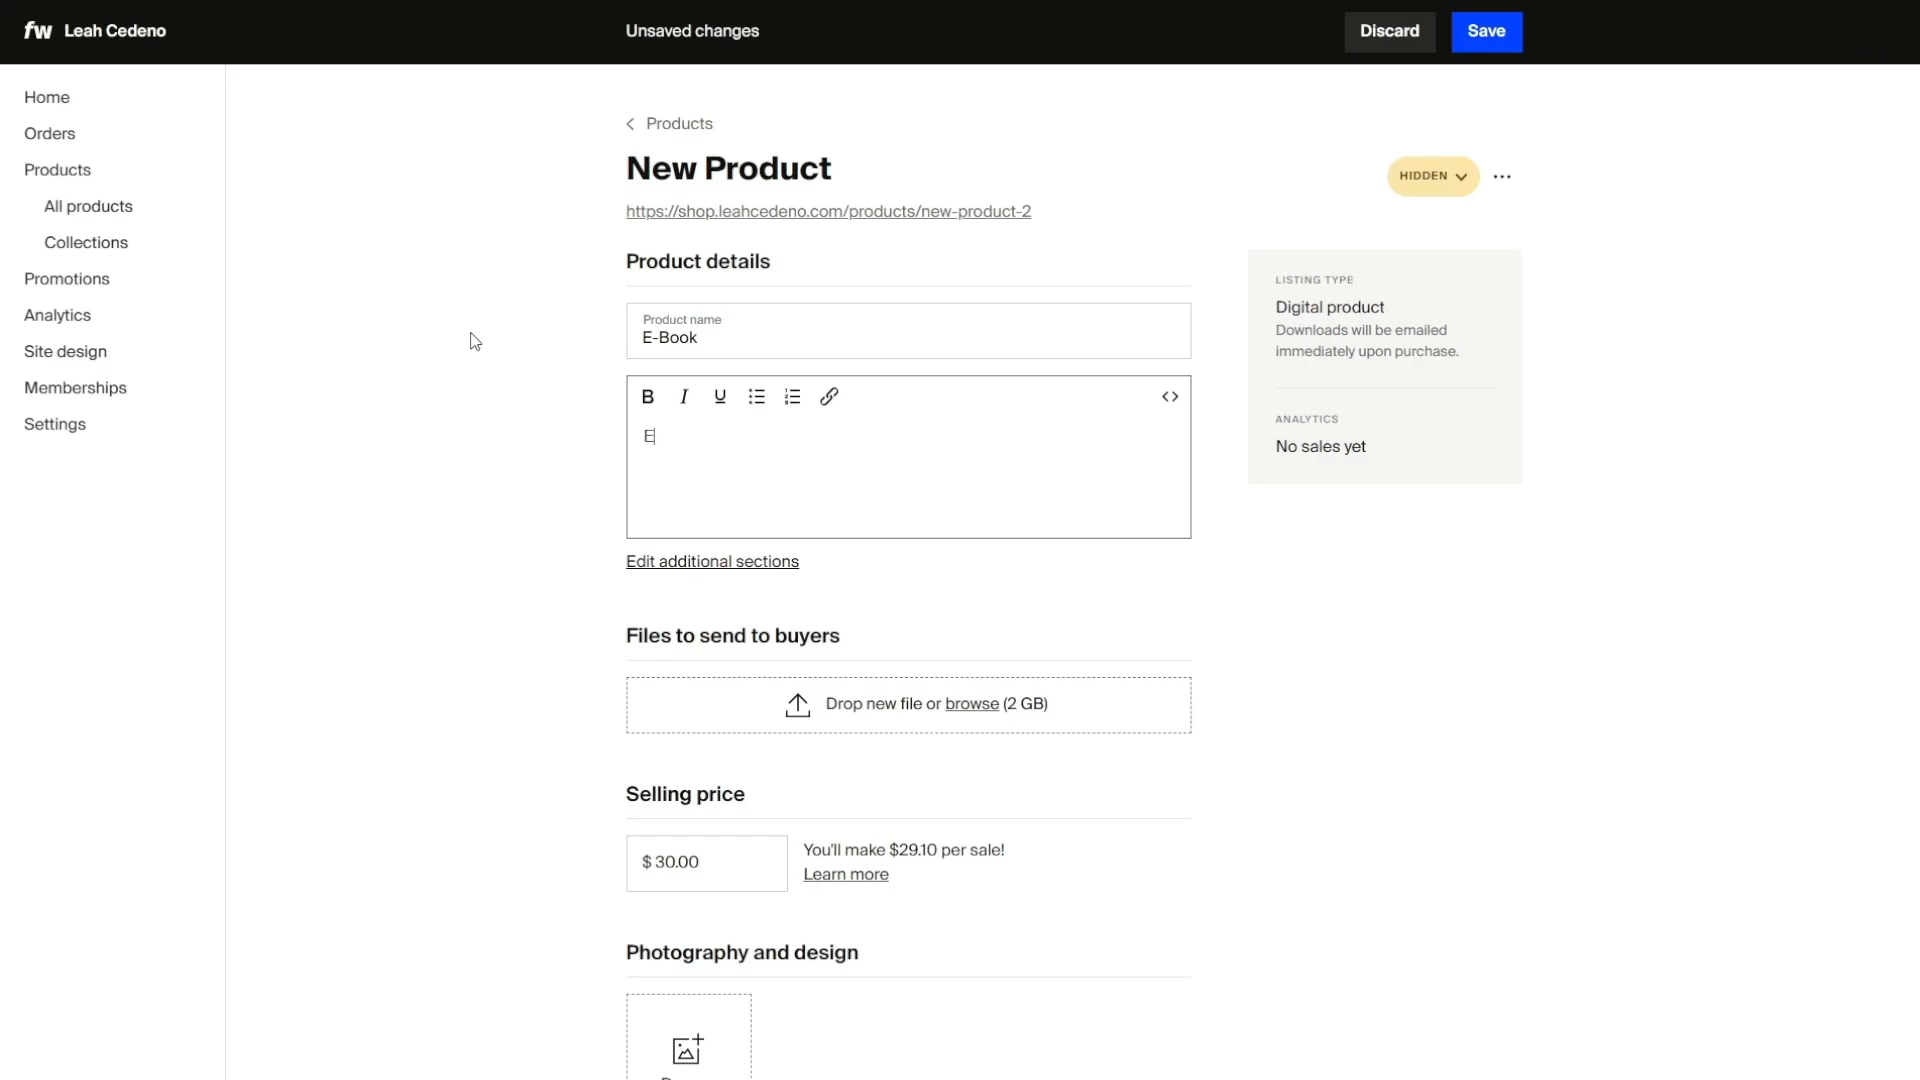 fw Leah Cedeno
Unsaved changes
Discard
Save
Home
Orders
Products
All products
Collections
Promotions
Analytics
Site design
Memberships
Settings
Products
New Product
HIDDEN
https://shop.leahcedeno.com/products/new-product-2
Product details
Product name
E-Book
B I U
E
Edit additional sections
Files to send to buyers
Drop new file or browse (2 GB)
Selling price
$ 30.00
You'll make $29.10 per sale!
Learn more
Photography and design
LISTING TYPE
Digital product
Downloads will be emailed
immediately upon purchase.
ANALYTICS
No sales yet